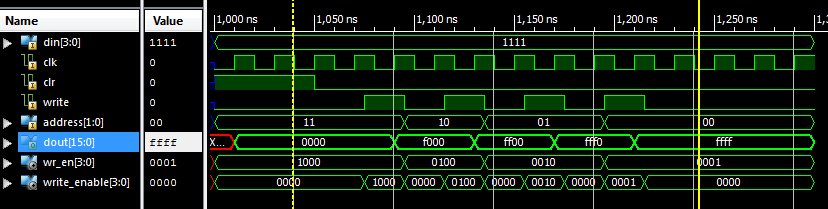 Name Value 1,000 ns 1,050 ns 1,100 ns 1,150 ns 1,200 ns 1,250 ns 1,300 ns
din[3:0] 1111 1111
clk 0
clr 0
write 0
address[1:0] 00 11 10 01 00
dout[15:0] ffff X... 0000 f000 ff00 fff0 ffff
wr_en[3:0] 0001 1000 0100 0010 0001
write_enable[3:0] 0000 0000 1000 0000 0100 0000 0010 0000 0001 0000